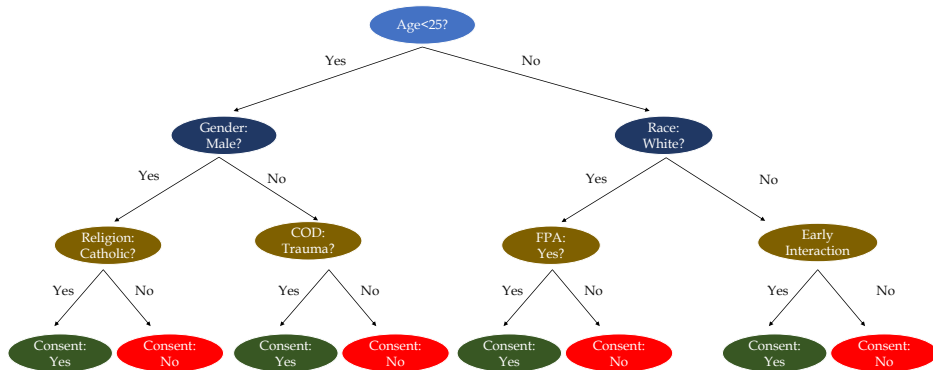 Age<25?
Yes
No
Gender:
Male?
Race:
White?
Yes
No
Yes
No
Religion:
Catholic?
COD:
Trauma?
FPA:
Yes?
Early
Interaction
Yes
No
Yes
No
Yes
No
Yes
No
Consent:
Yes
Consent:
No
Consent:
Yes
Consent:
No
Consent:
Yes
Consent:
No
Consent:
Yes
Consent:
No